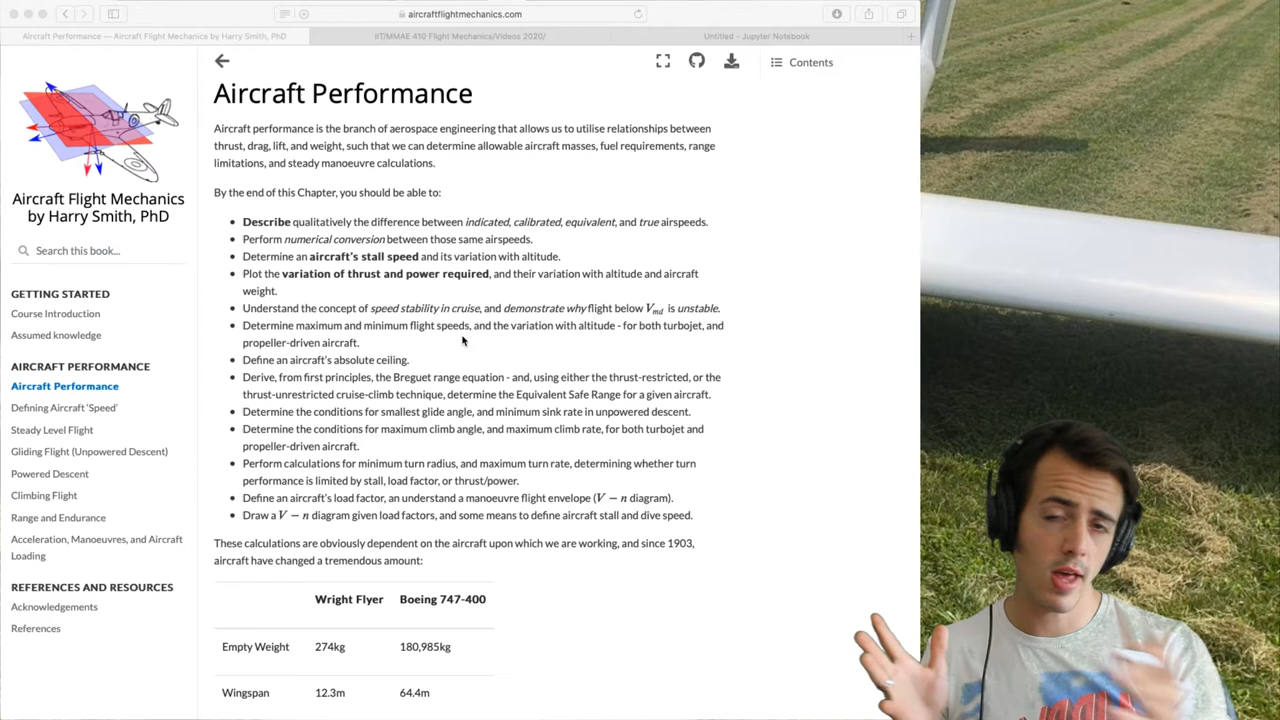 aircraftflightmechanics.com
Aircraft Performance — Aircraft Flight Mechanics by Harry Smith, PhD
IIT/MMAE 410 Flight Mechanics/Videos 2020/
Untitled - Jupyter Notebook
Contents
Aircraft Flight Mechanics
by Harry Smith, PhD
Search this book...
GETTING STARTED
Course Introduction
Assumed knowledge
AIRCRAFT PERFORMANCE
Aircraft Performance
Defining Aircraft ‘Speed’
Steady Level Flight
Gliding Flight (Unpowered Descent)
Powered Descent
Climbing Flight
Range and Endurance
Acceleration, Manoeuvres, and Aircraft
Loading
REFERENCES AND RESOURCES
Acknowledgements
References
Aircraft Performance
Aircraft performance is the branch of aerospace engineering that allows us to utilise relationships between
thrust, drag, lift, and weight, such that we can determine allowable aircraft masses, fuel requirements, range
limitations, and steady manoeuvre calculations.
By the end of this Chapter, you should be able to:
• Describe qualitatively the difference between indicated, calibrated, equivalent, and true airspeeds.
• Perform numerical conversion between those same airspeeds.
• Determine an aircraft’s stall speed and its variation with altitude.
• Plot the variation of thrust and power required, and their variation with altitude and aircraft
weight.
• Understand the concept of speed stability in cruise, and demonstrate why flight below V_md is unstable.
• Determine maximum and minimum flight speeds, and the variation with altitude - for both turbojet, and
propeller-driven aircraft.
• Define an aircraft’s absolute ceiling.
• Derive, from first principles, the Breguet range equation - and, using either the thrust-restricted, or the
thrust-unrestricted cruise-climb technique, determine the Equivalent Safe Range for a given aircraft.
• Determine the conditions for smallest glide angle, and minimum sink rate in unpowered descent.
• Determine the conditions for maximum climb angle, and maximum climb rate, for both turbojet and
propeller-driven aircraft.
• Perform calculations for minimum turn radius, and maximum turn rate, determining whether turn
performance is limited by stall, load factor, or thrust/power.
• Define an aircraft’s load factor, an understand a manoeuvre flight envelope (V − n diagram).
• Draw a V − n diagram given load factors, and some means to define aircraft stall and dive speed.
These calculations are obviously dependent on the aircraft upon which we are working, and since 1903,
aircraft have changed a tremendous amount:
Wright Flyer Boeing 747-400
Empty Weight 274kg 180,985kg
Wingspan 12.3m 64.4m